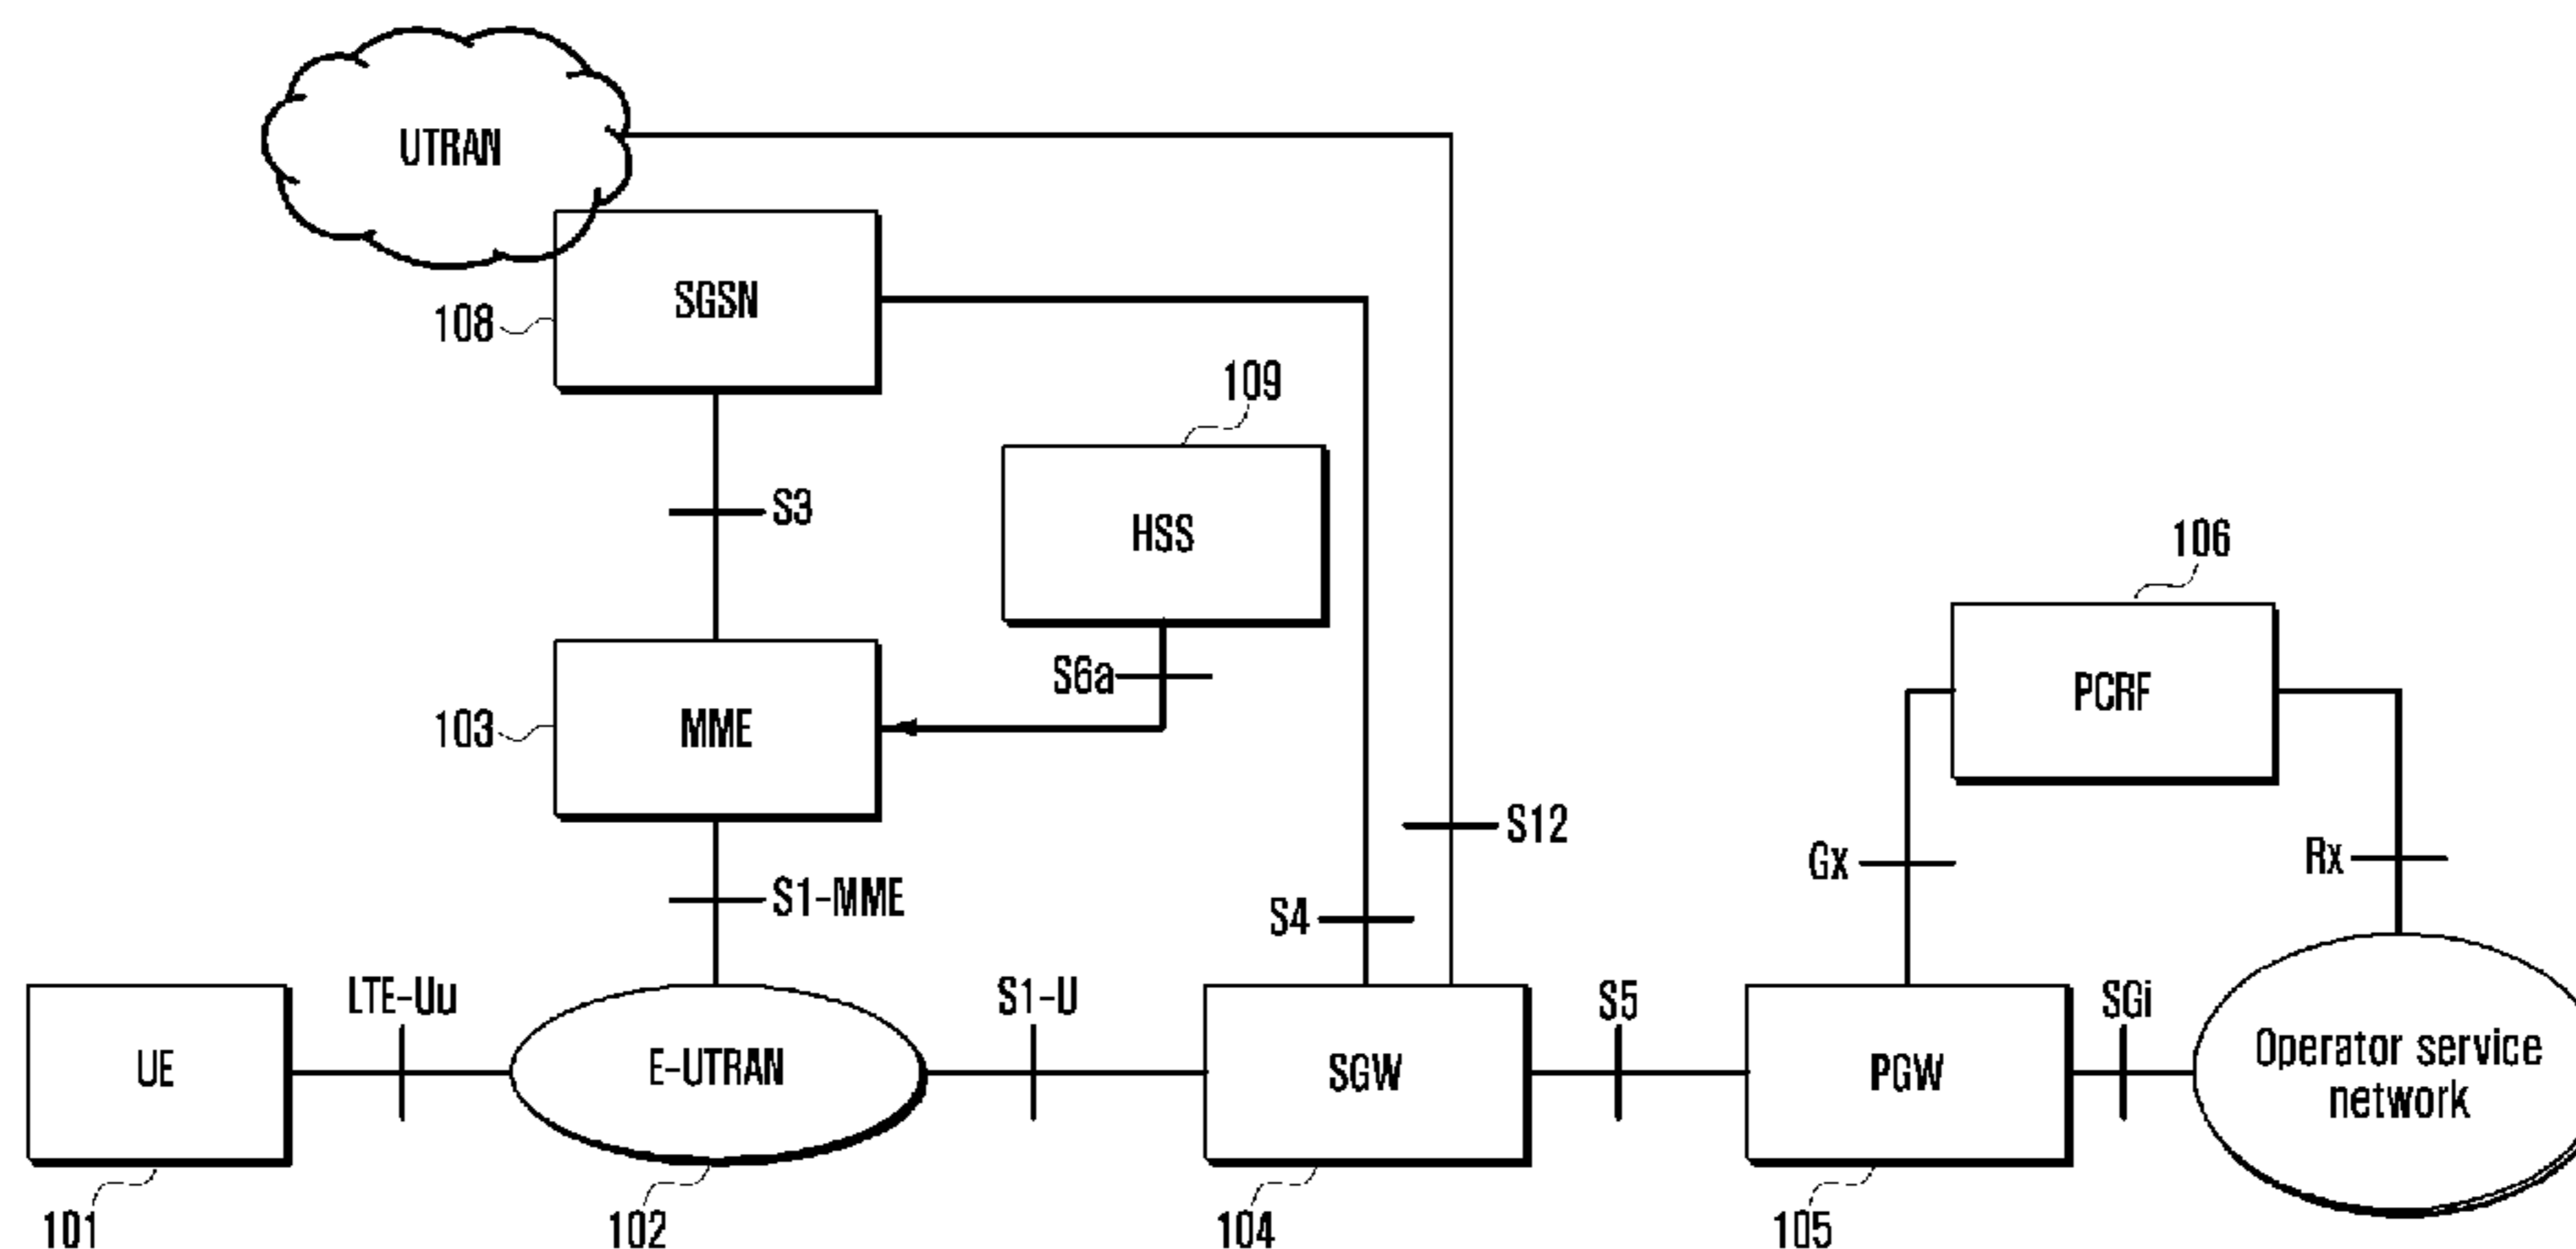 UTRAN
SGSN
108
109
S3
HSS
106
S6a
PCRF
103
MME
S12
Gx
Rx
S1-MME
S4
LTE-Uu
S1-U
S5
SGi
UE
E-UTRAN
SGW
PGW
Operator service
network
101
102
104
105